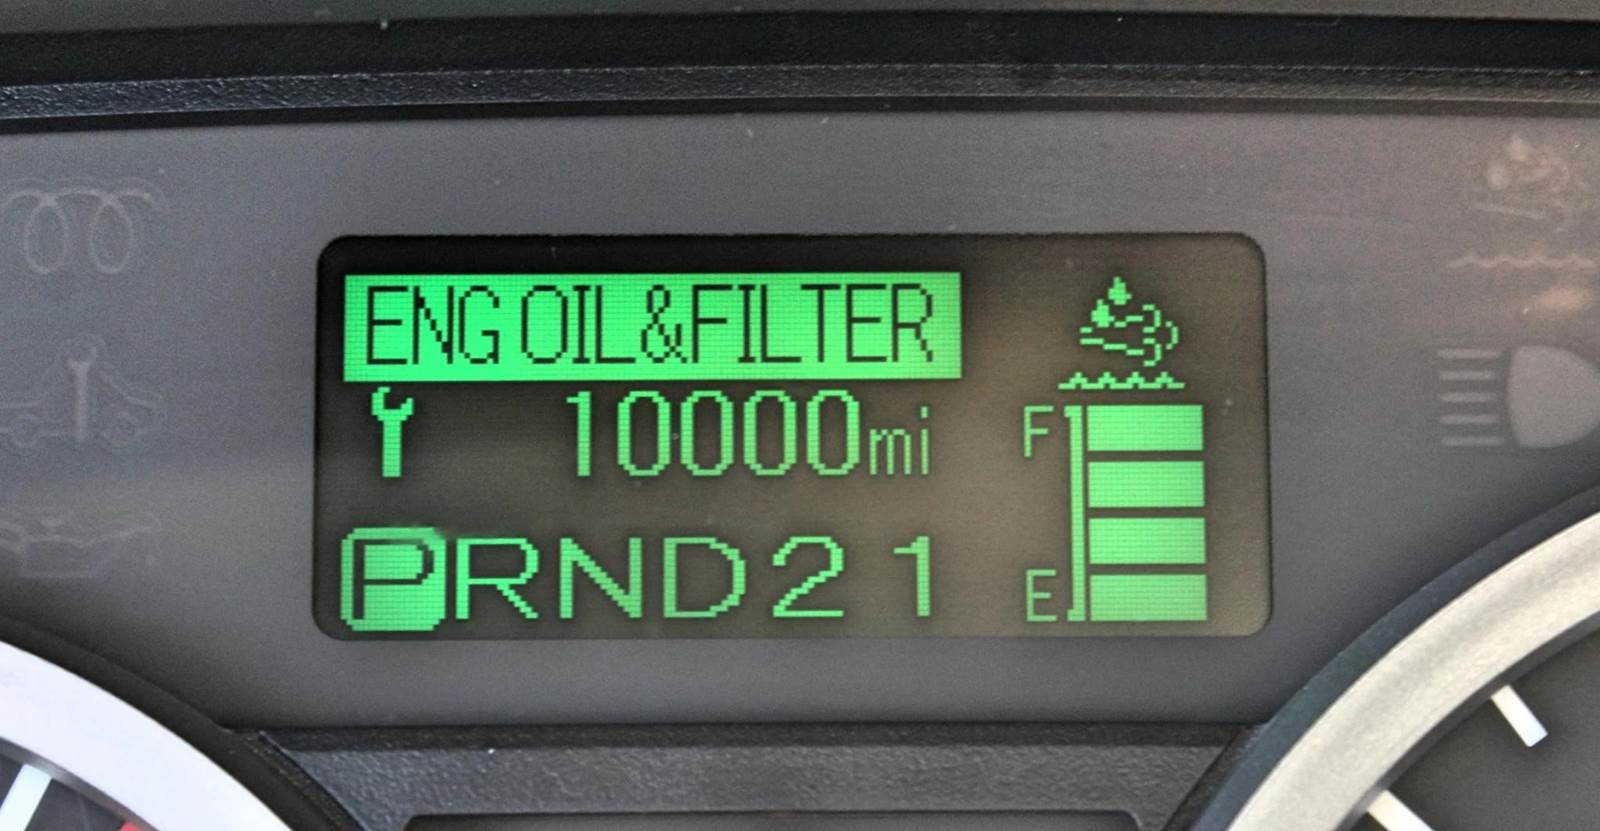 ENG OIL&FILTER
10000mi
F
PRND21
E